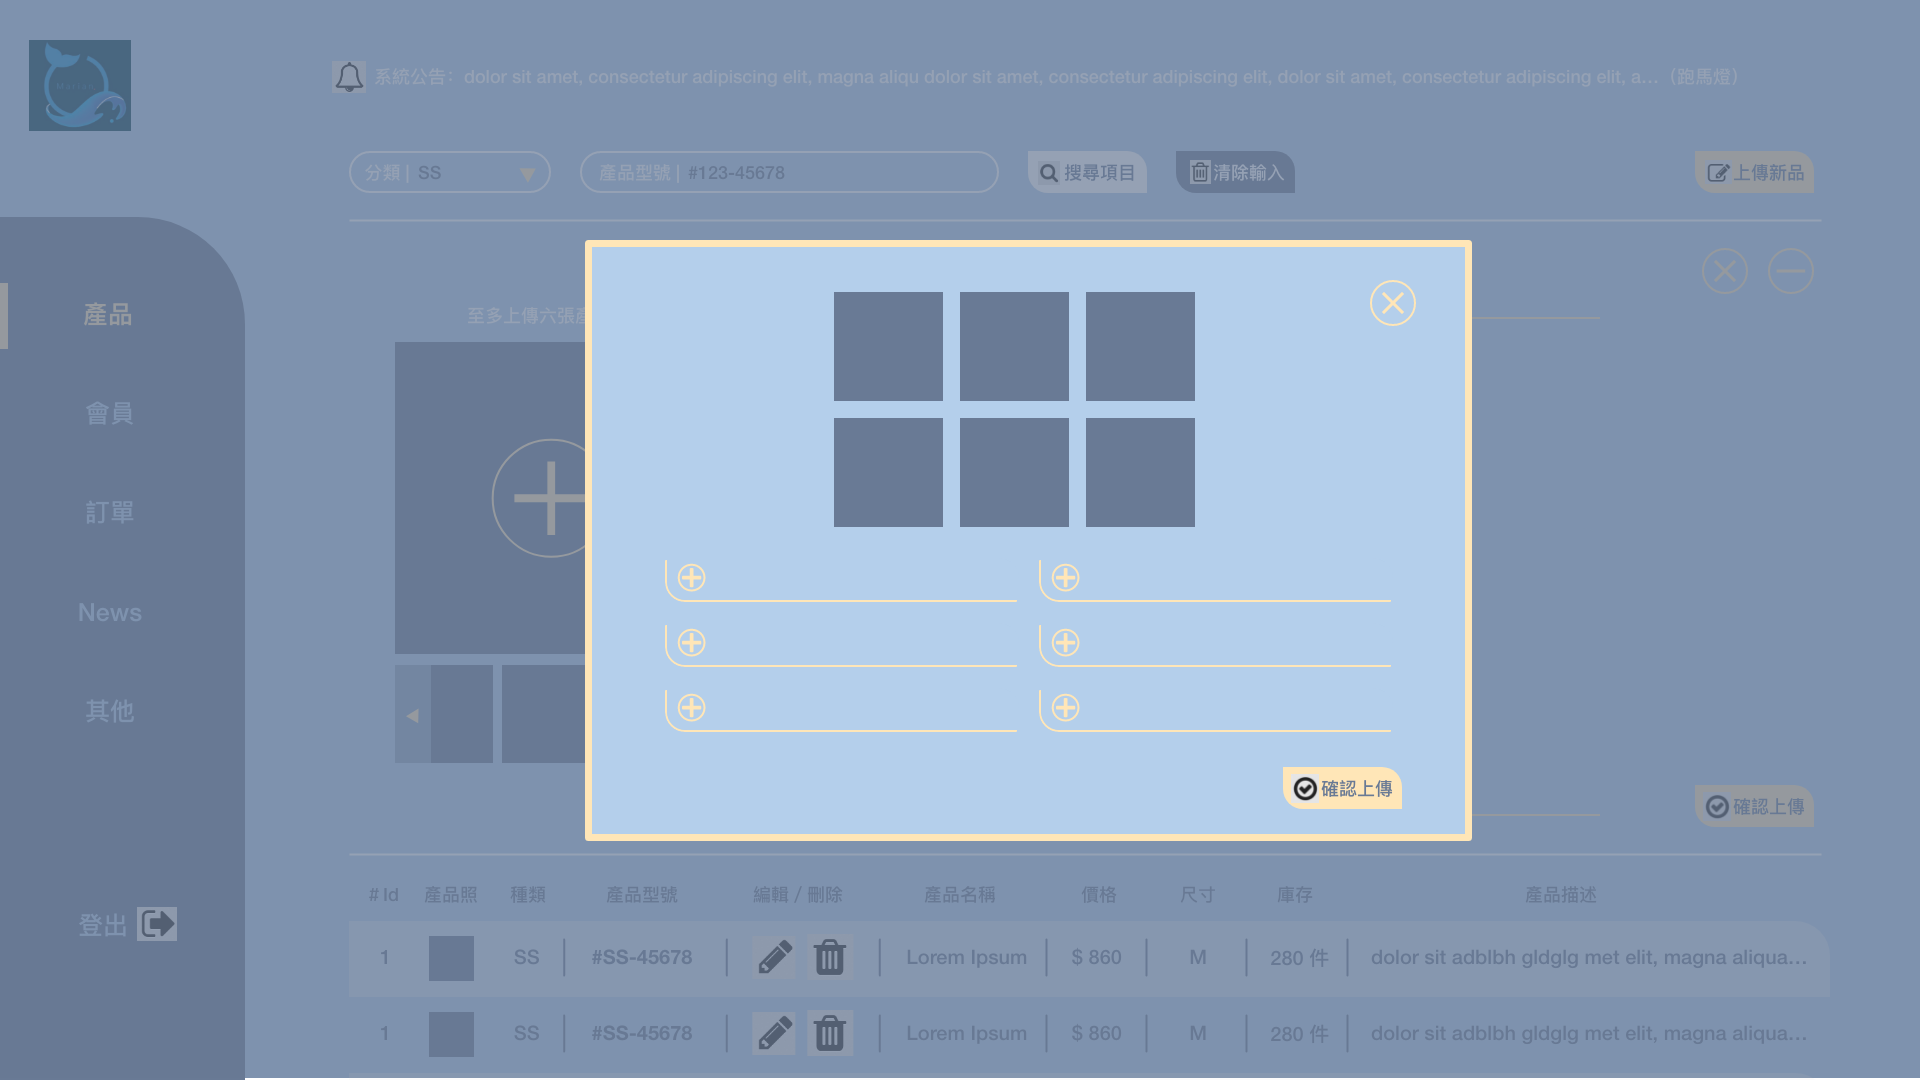 系統公告： dolor sit amet, consectetur adipiscing elit, magna aliqu dolor sit amet, consectetur adipiscing elit, dolor sit amet, consectetur adipiscing elit, a... （跑馬燈）
分類 | SS
產品型號 | #123-45678
搜尋項目
清除輸入
上傳新品
產品
會員
訂單
News
其他
登出
至多上傳六張
確認上傳
確認上傳
# Id 產品照 種類 產品型號 編輯 / 刪除 產品名稱 價格 尺寸 庫存 產品描述
1 SS #SS-45678 Lorem Ipsum $ 860 M 280 件 dolor sit adblbh gldglg met elit, magna aliqua...
1 SS #SS-45678 Lorem Ipsum $ 860 M 280 件 dolor sit adblbh gldglg met elit, magna aliqua...